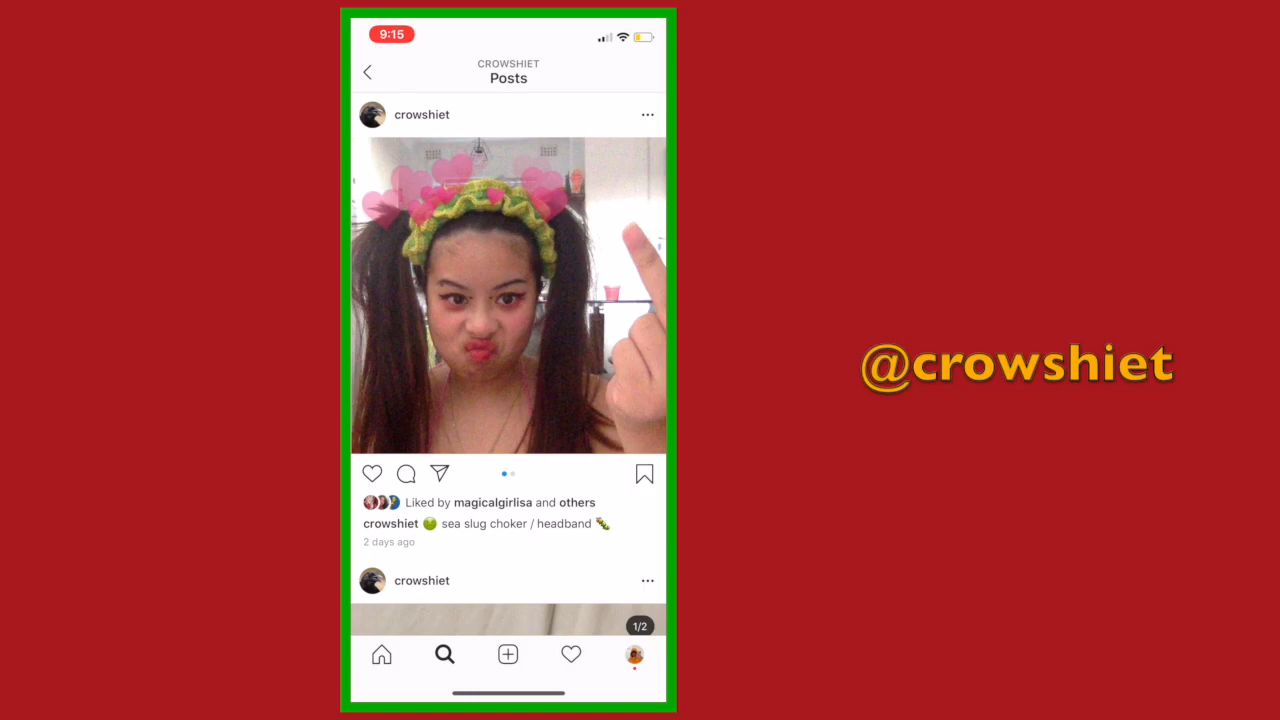 9:15
CROWSHIET
Posts
crowshiet
Liked by magicalgirlisa and others
crowshiet sea slug choker / headband
2 days ago
crowshiet
1/2
@crowshiet